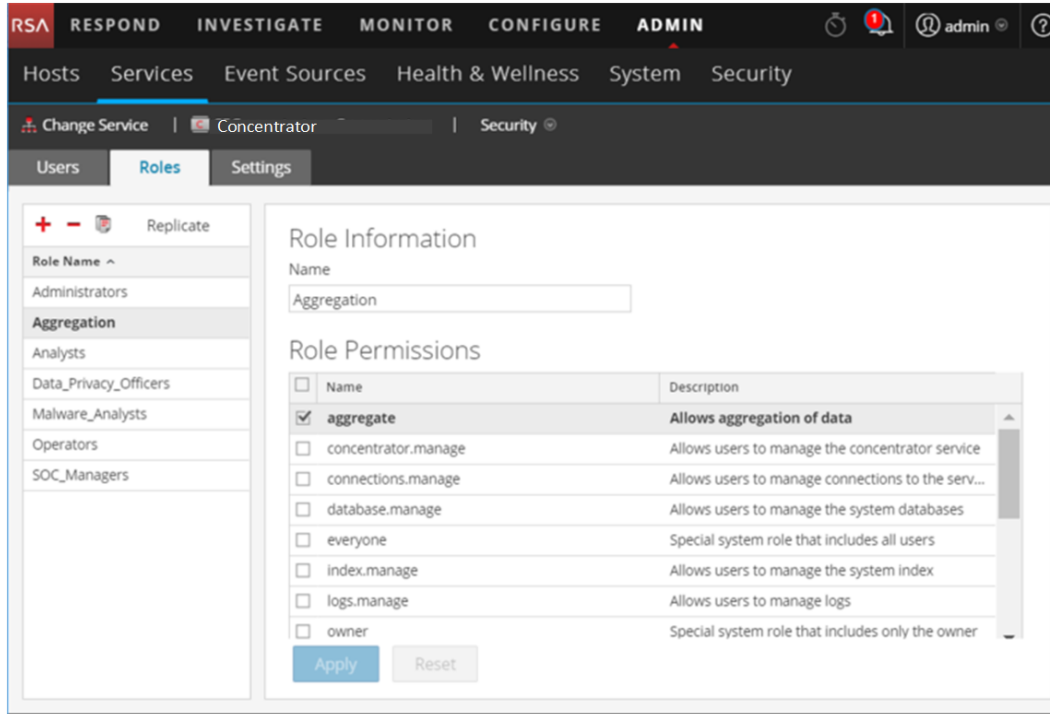 RSA RESPOND INVESTIGATE MONITOR CONFIGURE ADMIN 1 admin ?
Hosts Services Event Sources Health & Wellness System Security
Change Service | C Concentrator | Security
Users Roles Settings
+ − Replicate
Role Name
Administrators
Aggregation
Analysts
Data_Privacy_Officers
Malware_Analysts
Operators
SOC_Managers
Role Information
Name
Aggregation
Role Permissions
Name Description
aggregate Allows aggregation of data
concentrator.manage Allows users to manage the concentrator service
connections.manage Allows users to manage connections to the serv...
database.manage Allows users to manage the system databases
everyone Special system role that includes all users
index.manage Allows users to manage the system index
logs.manage Allows users to manage logs
owner Special system role that includes only the owner
Apply Reset